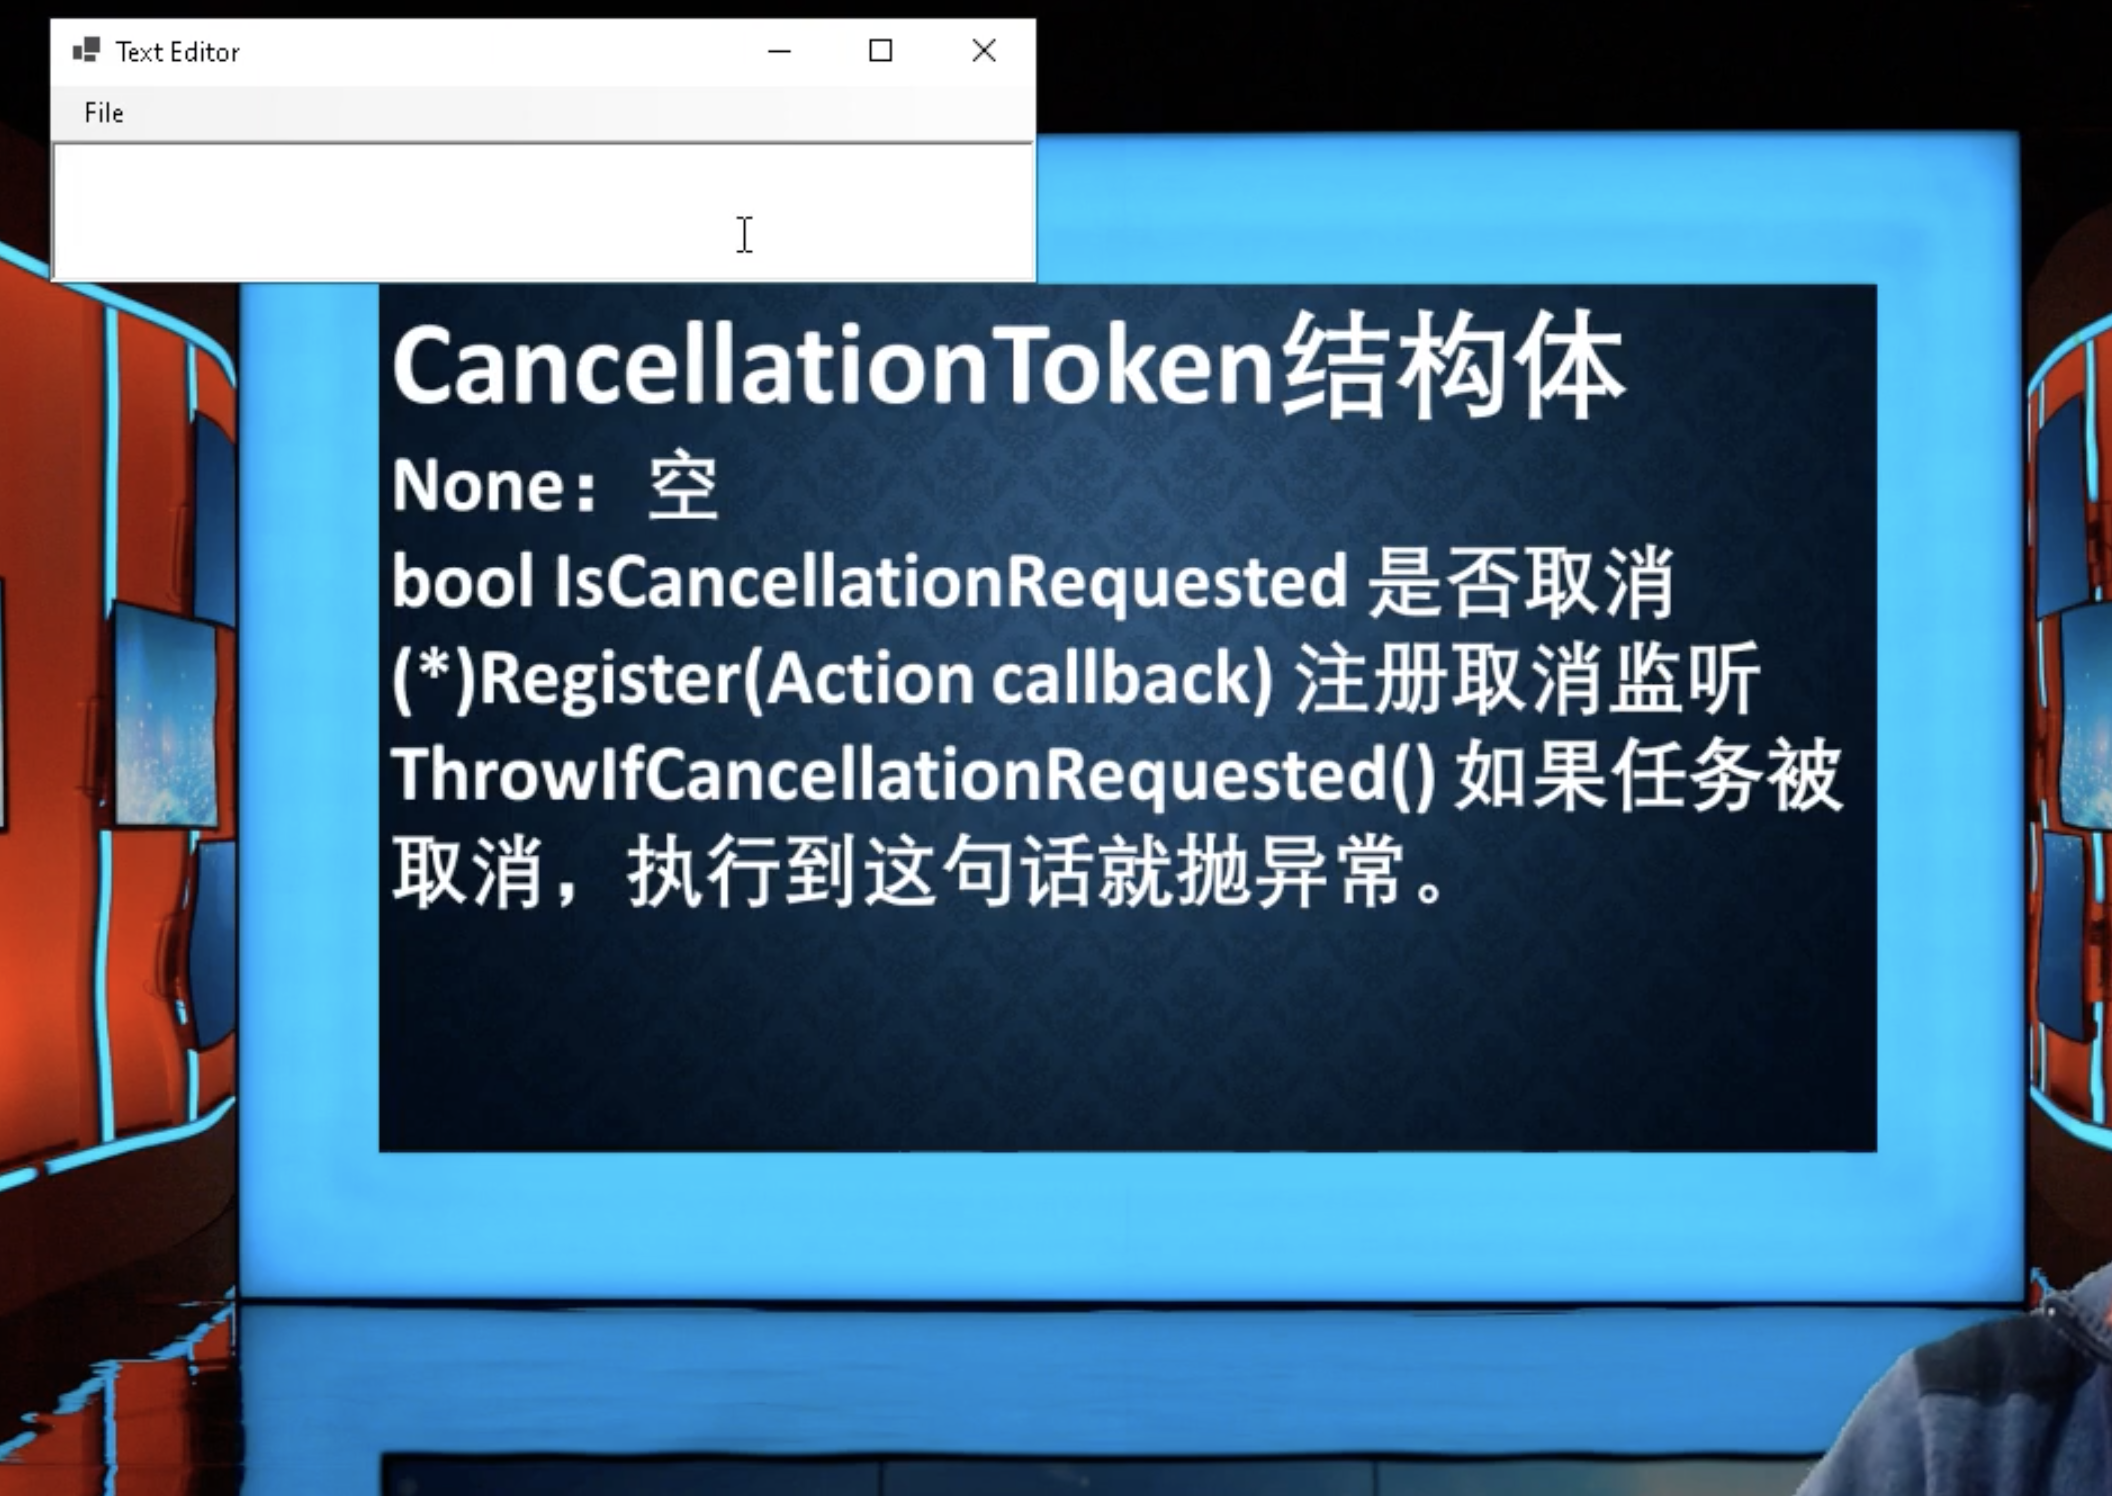 Text Editor
File
CancellationToken结构体
None： 空
bool IsCancellationRequested 是否取消
(*)Register(Action callback) 注册取消监听
ThrowIfCancellationRequested() 如果任务被
取消，执行到这句话就抛异常。